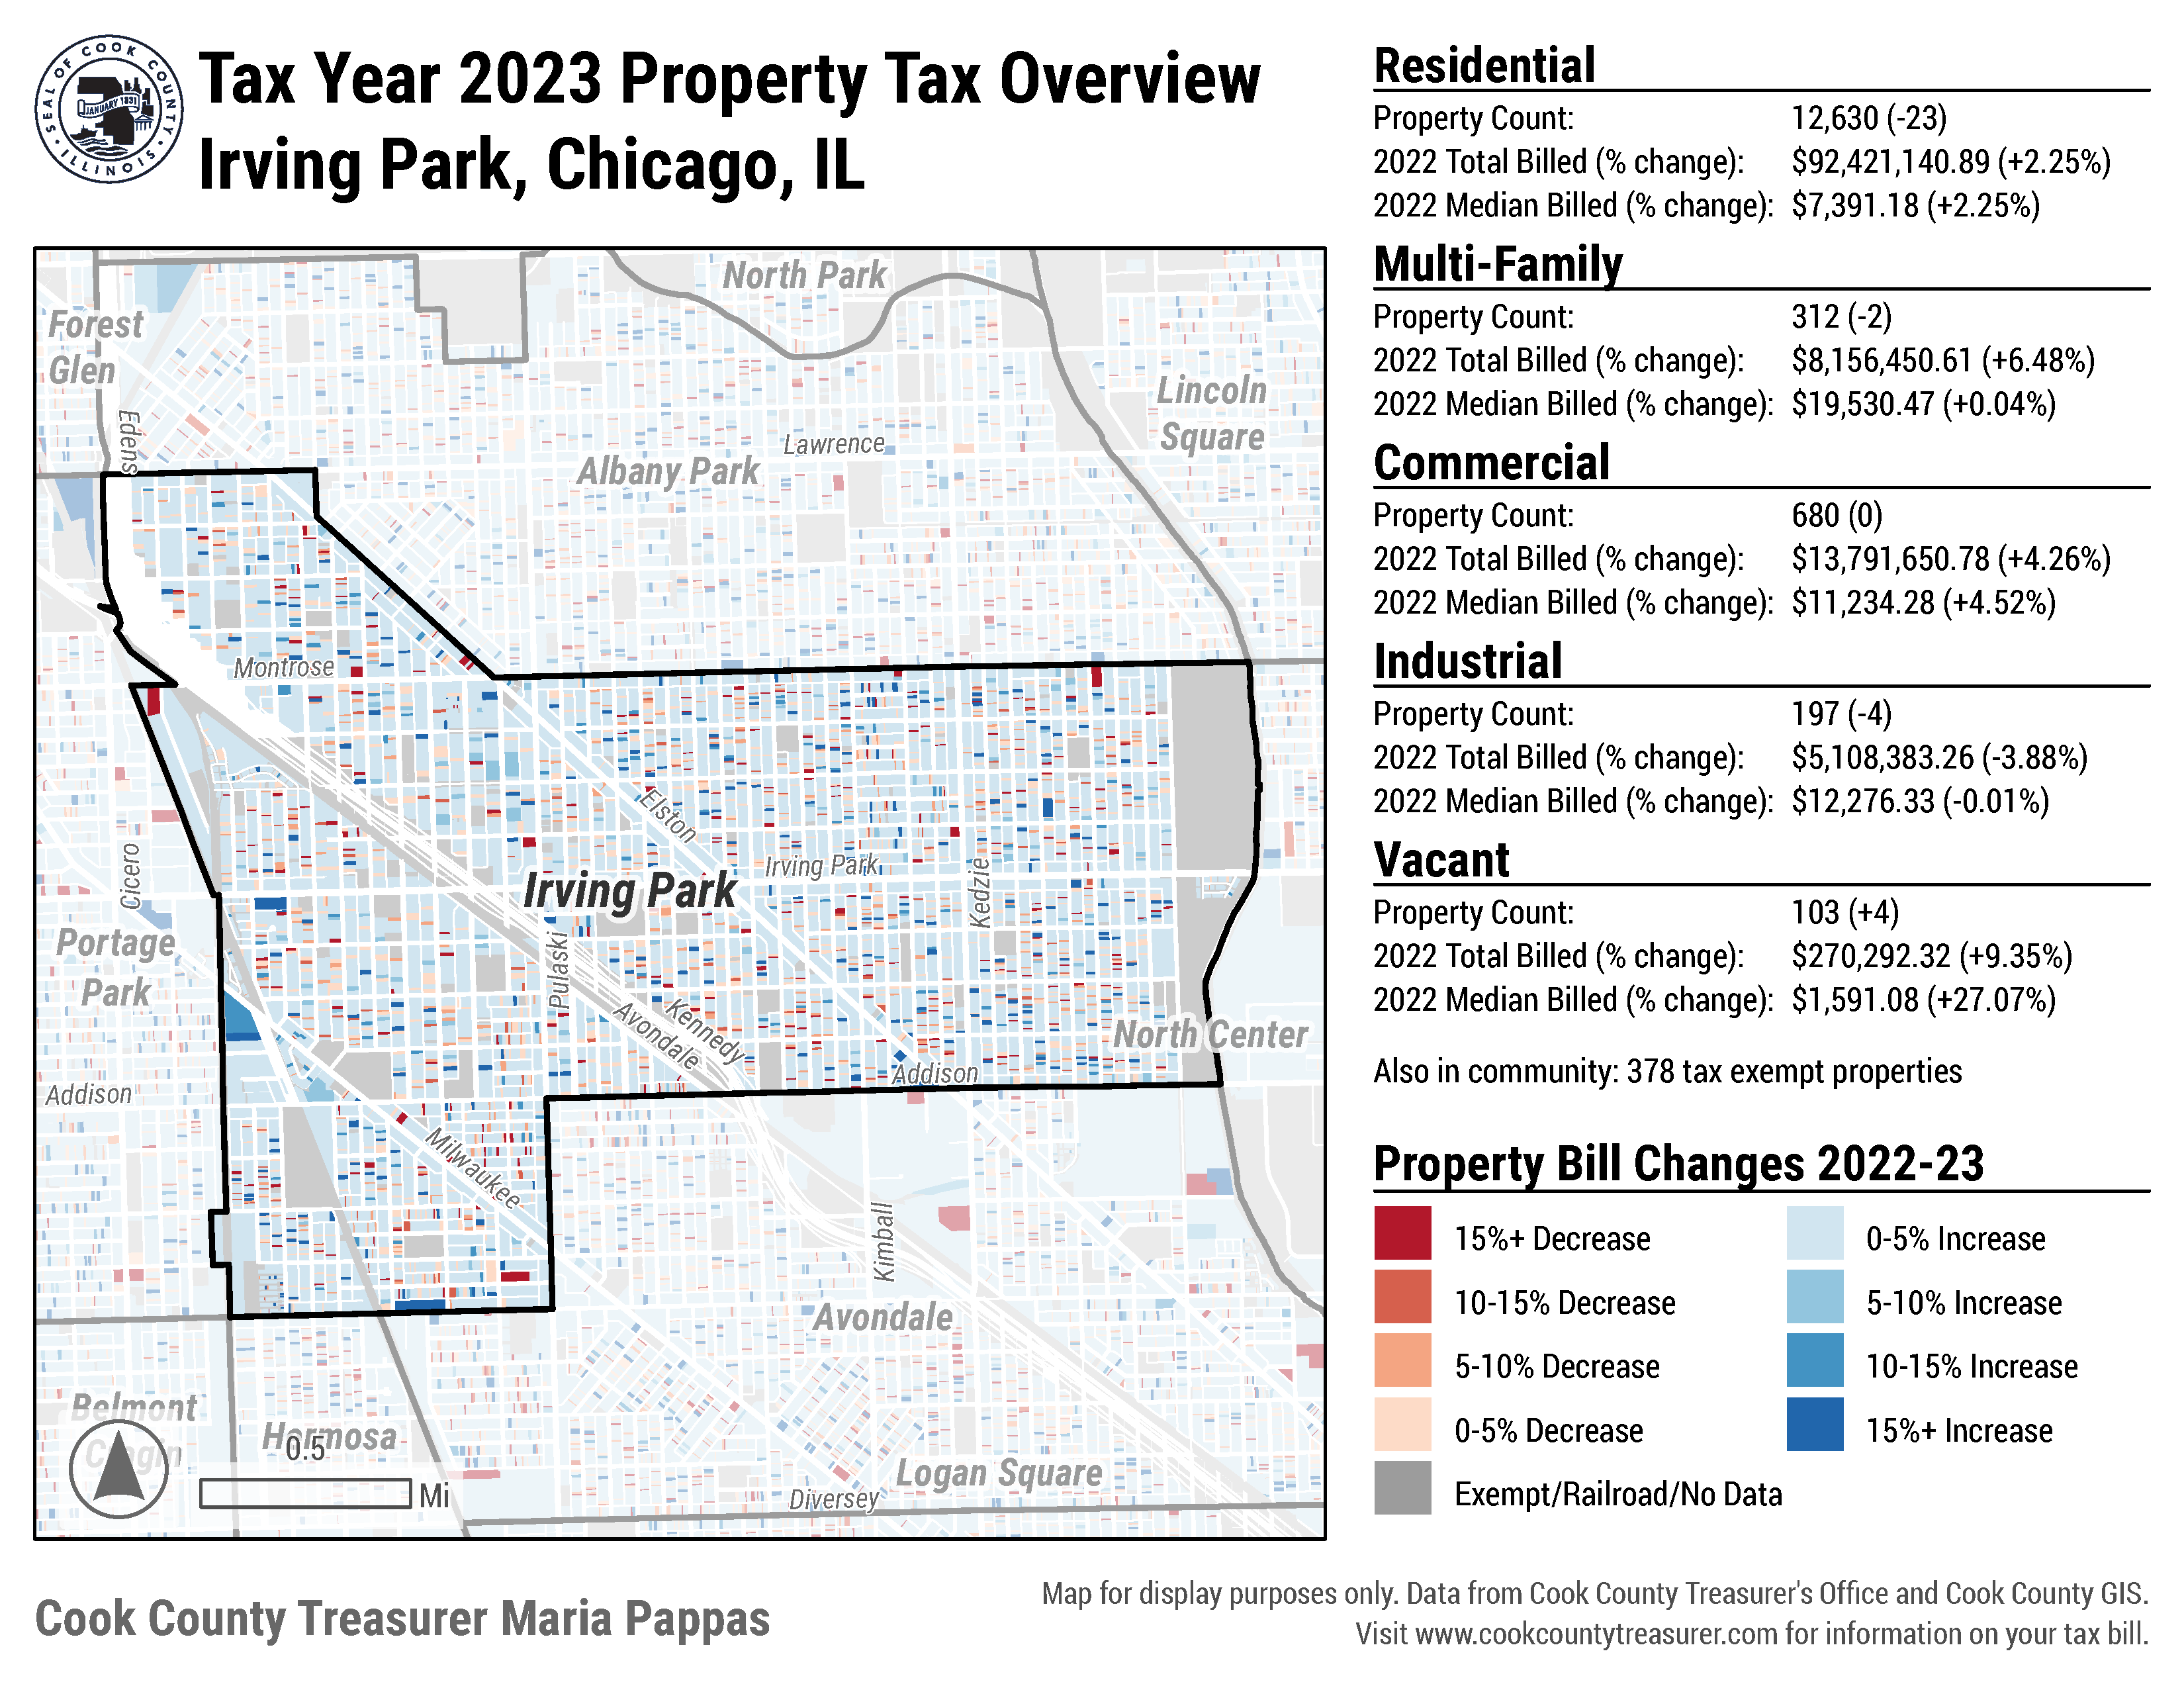 SEAL OF COOK COUNTY
JANUARY 1831
ILLINOIS
Tax Year 2023 Property Tax Overview
Irving Park, Chicago, IL
Residential
Property Count: 12,630 (-23)
2022 Total Billed (% change): $92,421,140.89 (+2.25%)
2022 Median Billed (% change): $7,391.18 (+2.25%)
Multi-Family
Property Count: 312 (-2)
2022 Total Billed (% change): $8,156,450.61 (+6.48%)
2022 Median Billed (% change): $19,530.47 (+0.04%)
Commercial
Property Count: 680 (0)
2022 Total Billed (% change): $13,791,650.78 (+4.26%)
2022 Median Billed (% change): $11,234.28 (+4.52%)
Industrial
Property Count: 197 (-4)
2022 Total Billed (% change): $5,108,383.26 (-3.88%)
2022 Median Billed (% change): $12,276.33 (-0.01%)
Vacant
Property Count: 103 (+4)
2022 Total Billed (% change): $270,292.32 (+9.35%)
2022 Median Billed (% change): $1,591.08 (+27.07%)
Also in community: 378 tax exempt properties
Property Bill Changes 2022-23
15%+ Decrease
10-15% Decrease
5-10% Decrease
0-5% Decrease
Exempt/Railroad/No Data
0-5% Increase
5-10% Increase
10-15% Increase
15%+ Increase
North Park
Forest
Glen
Edens
Lincoln
Square
Lawrence
Albany Park
Montrose
Elston
Irving Park
Irving Park
Kedzie
Cicero
Portage
Park
Pulaski
Kennedy
Avondale
North Center
Addison
Addison
Milwaukee
Kimball
Avondale
Belmont
Cragin
Hermosa
0.5
Mi
Logan Square
Diversey
Cook County Treasurer Maria Pappas
Map for display purposes only. Data from Cook County Treasurer's Office and Cook County GIS.
Visit www.cookcountytreasurer.com for information on your tax bill.